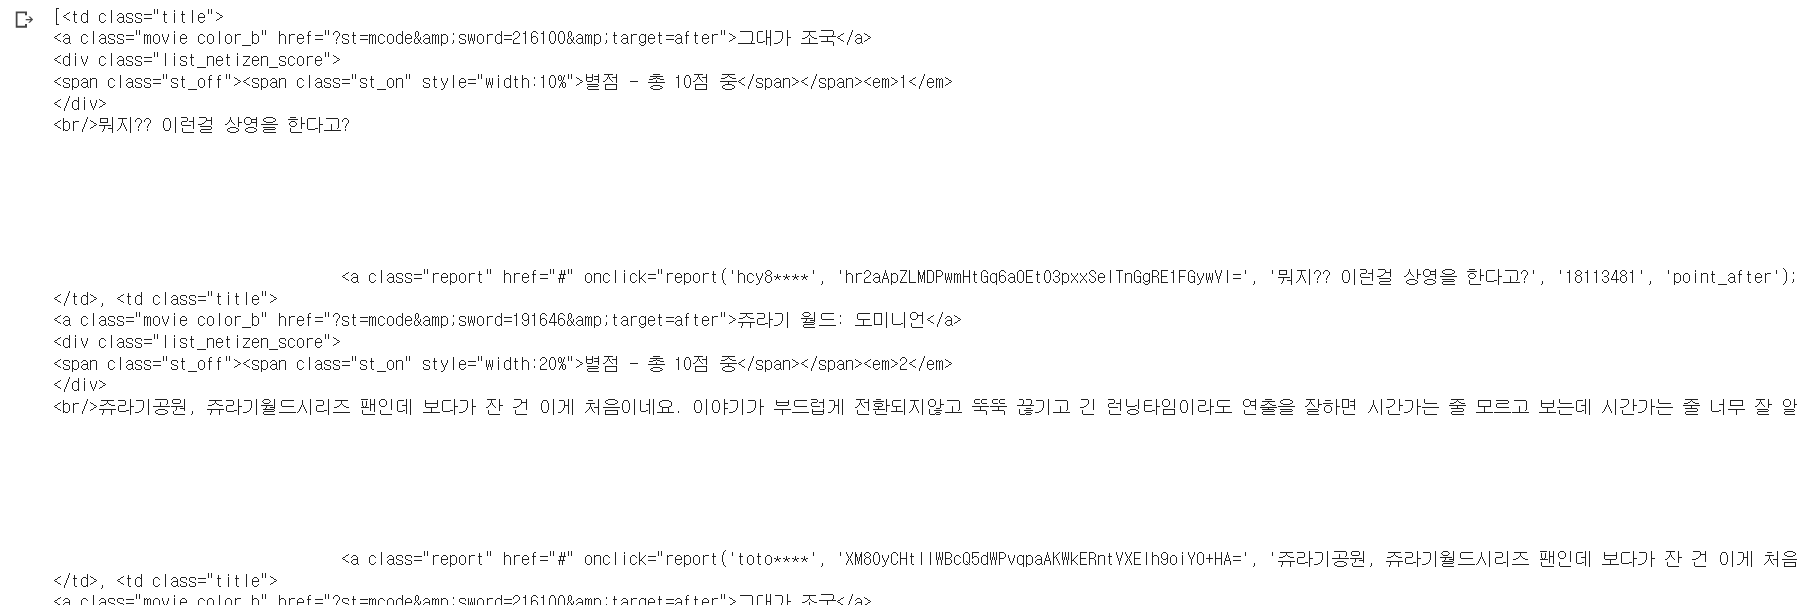 [<td class="title">
<a class="movie color_b" href="?st=mcode&amp;sword=216100&amp;target=after">그대가 조국</a>
<div class="list_netizen_score">
<span class="st_off"><span class="st_on" style="width:10%">별점 - 총 10점 중</span></span><em>1</em>
</div>
<br/>뭐지?? 이런걸 상영을 한다고?
<a class="report" href="#" onclick="report('hcy8****', 'hr2aApZLMDPwmHtGq6aOEt03pxxSelTnGgRE1FGywVI=', '뭐지?? 이런걸 상영을 한다고?', '18113481', 'point_after');
</td>, <td class="title">
<a class="movie color_b" href="?st=mcode&amp;sword=191646&amp;target=after">쥬라기 월드: 도미니언</a>
<div class="list_netizen_score">
<span class="st_off"><span class="st_on" style="width:20%">별점 - 총 10점 중</span></span><em>2</em>
</div>
<br/>쥬라기공원, 쥬라기월드시리즈 팬인데 보다가 잔 건 이게 처음이네요. 이야기가 부드럽게 전환되지않고 뚝뚝 끊기고 긴 런닝타임이라도 연출을 잘하면 시간가는 줄 모르고 보는데 시간가는 줄 너무 잘 알
<a class="report" href="#" onclick="report('toto****', 'XM80yCHtIIWBcQ5dWPvqpaAKWkERntVXElh9oiY0+HA=', '쥬라기공원, 쥬라기월드시리즈 팬인데 보다가 잔 건 이게 처음
</td>, <td class="title">
<a class="movie color_b" href="?st=mcode&amp;sword=216100&amp;target=after">그대가 조국</a>